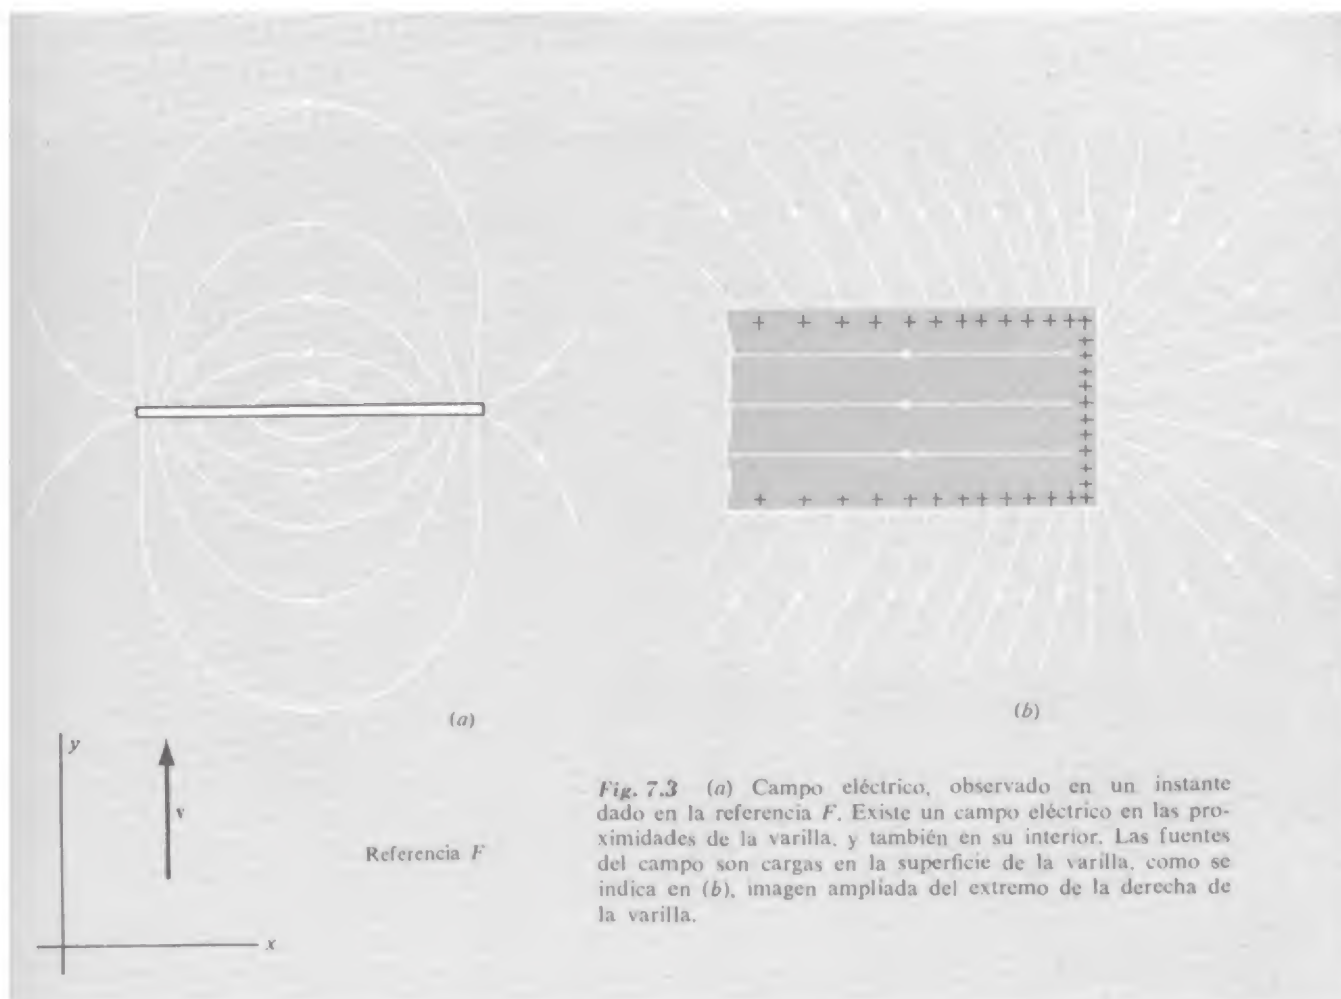 (a)
(b)
y
v
x
Referencia F
Fig. 7.3 (a) Campo eléctrico, observado en un instante
dado en la referencia F. Existe un campo eléctrico en las pro-
ximidades de la varilla, y también en su interior. Las fuentes
del campo son cargas en la superficie de la varilla, como se
indica en (b), imagen ampliada del extremo de la derecha de
la varilla.